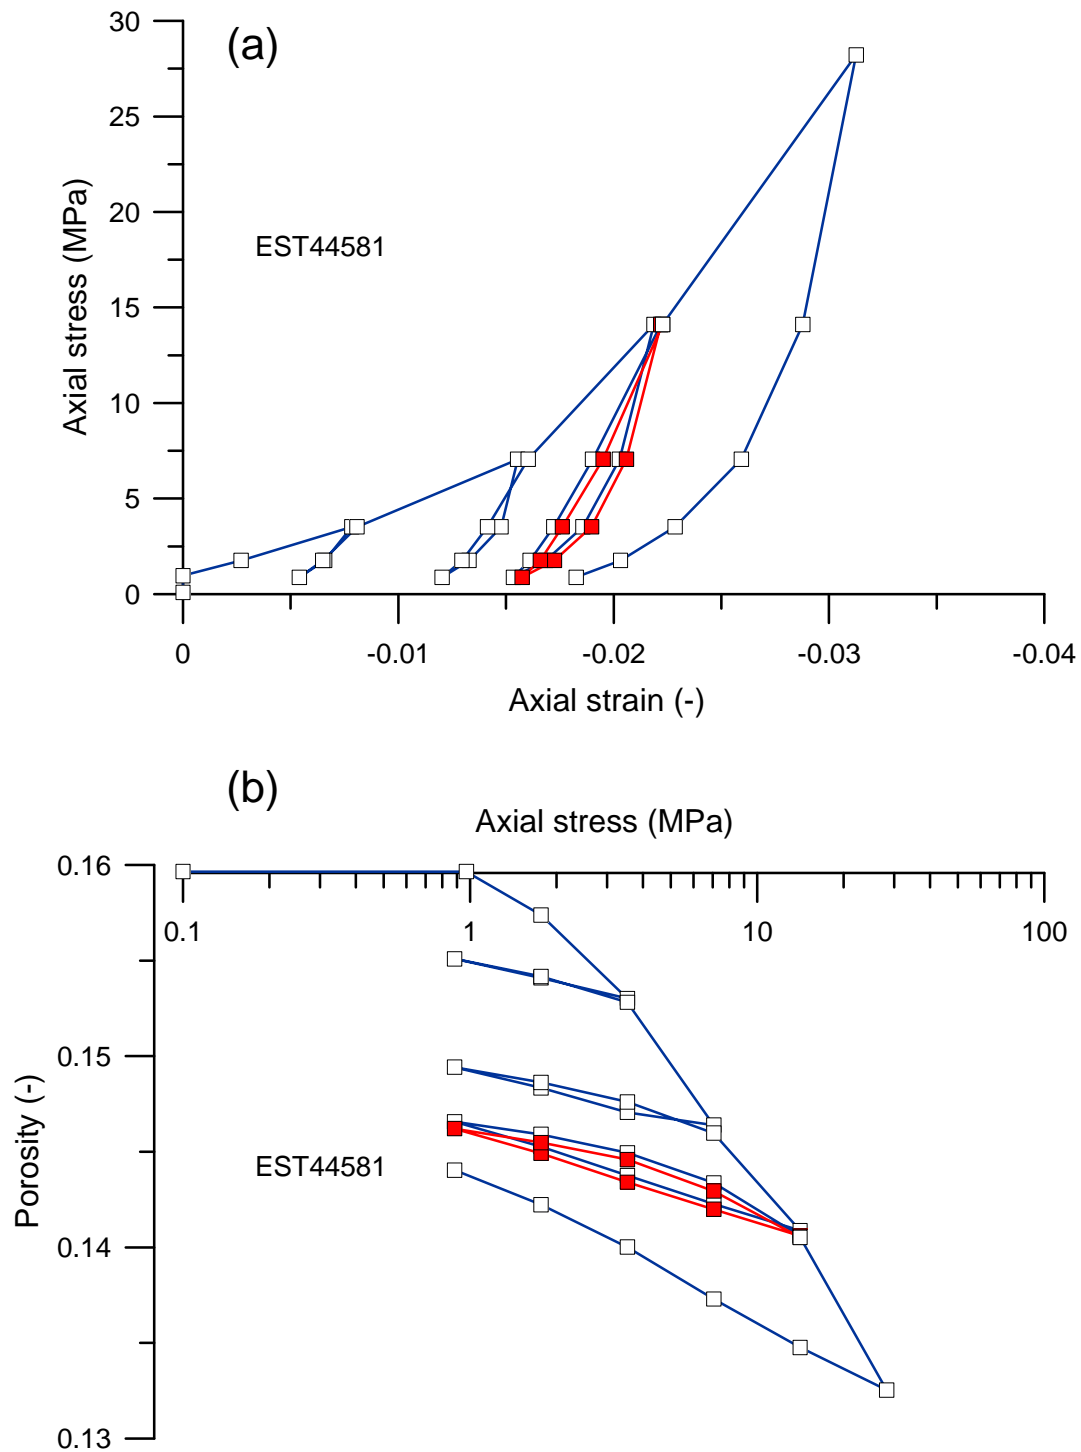 (a)
30
25
20
15
10
5
0
Axial stress (MPa)
EST44581
0 -0.01 -0.02 -0.03 -0.04
Axial strain (-)
(b)
Axial stress (MPa)
0.1 1 10 100
0.16
0.15
0.14
0.13
Porosity (-)
EST44581